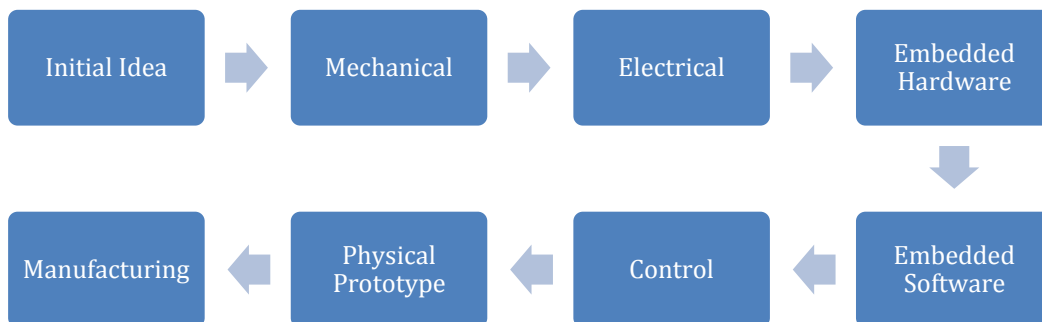 Initial Idea
Mechanical
Electrical
Embedded
Hardware
Embedded
Software
Control
Physical
Prototype
Manufacturing